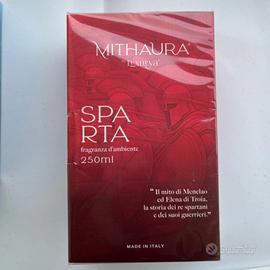 MITHAURA
SPA
RTA
fragranza d'ambiente
250ml
" Il mito di Menelao
ed Elena di Troia,
la storia dei re spartani
e dei suoi guerrieri."
MADE IN ITALY